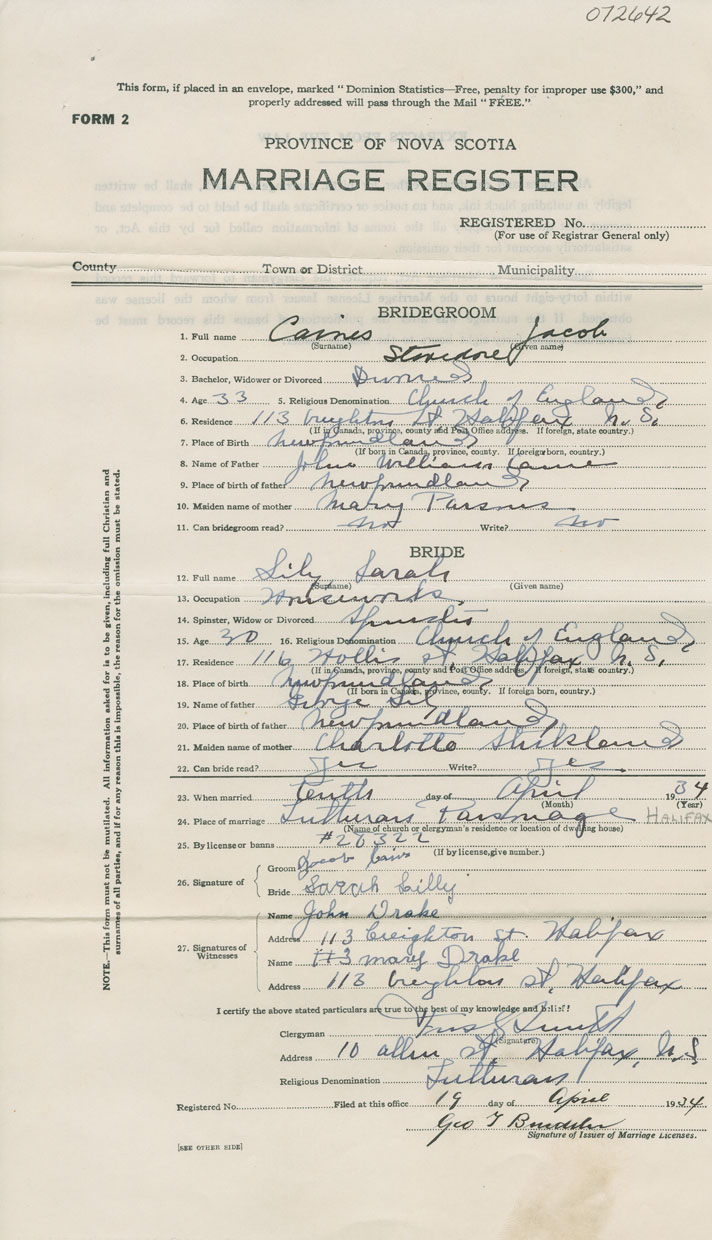 072642
This form, if placed in an envelope, marked "Dominion Statistics—Free, penalty for improper use $300," and
properly addressed will pass through the Mail "FREE."
FORM 2
PROVINCE OF NOVA SCOTIA
MARRIAGE REGISTER
REGISTERED No.
(For use of Registrar General only)
County Town or District Municipality
BRIDEGROOM
1. Full name Caines Jacob
(Surname) (Given name)
2. Occupation Stevedore
3. Bachelor, Widower or Divorced
4. Age 33 5. Religious Denomination Church of England
6. Residence 113 Creighton St Halifax N.S.
(If in Canada, province, county and Post Office address. If foreign, state country.)
7. Place of Birth Newfoundland
(If born in Canada, province, county. If foreign born, country.)
8. Name of Father John William Caine
9. Place of birth of father Newfoundland
10. Maiden name of mother Mary Parsons
11. Can bridegroom read? no Write? no
BRIDE
12. Full name Lily Sarah
(Surname) (Given name)
13. Occupation Houseworks
14. Spinster, Widow or Divorced Spinster
15. Age 30 16. Religious Denomination Church of England
17. Residence 116 Hollis St. Halifax N.S.
(If in Canada, province, county and Post Office address. If foreign, state country.)
18. Place of birth Newfoundland
(If born in Canada, province, county. If foreign born, country.)
19. Name of father George
20. Place of birth of father Newfoundland
21. Maiden name of mother Charlotte
22. Can bride read? Yes Write? Yes
23. When married Tenth day of April 1934
(Month) (Year)
24. Place of marriage Lutheran Parsonage HALIFAX
(Name of church or clergyman's residence or location of dwelling house)
25. By license or banns #26322
(If by license, give number.)
26. Signature of Groom Jacob
Bride Sarah Lilly
27. Signatures of Witnesses Name John Drake
Address 113 Creighton St. Halifax
Name Mary Drake
Address 113 Creighton St, Halifax
I certify the above stated particulars are true to the best of my knowledge and belief!
Clergyman
(Signature)
Address 10 Allen St. Halifax, N.S.
Religious Denomination Lutheran
Registered No. Filed at this office 19 day of April 1934
Geo T
Signature of Issuer of Marriage Licenses.
[SEE OTHER SIDE]
NOTE.—This form must not be mutilated. All information asked for is to be given, including full Christian and
surnames of all parties, and if for any reason this is impossible, the reason for the omission must be stated.